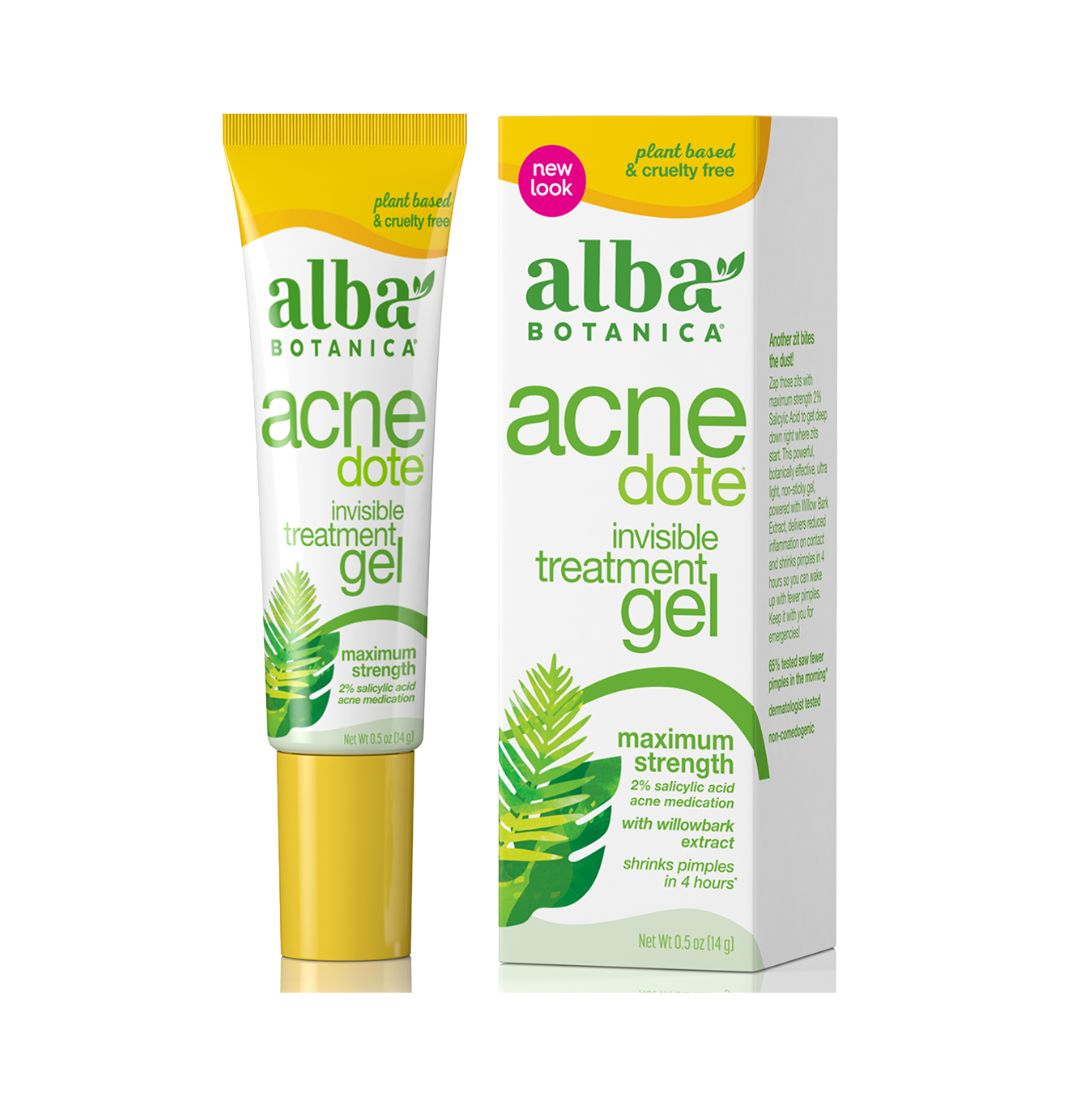 plant based
& cruelty free
alba
BOTANICA®
acne
dote
invisible
treatment
gel
maximum
strength
2% salicylic acid
acne medication
Net Wt 0.5 oz (14 g)
new
look
plant based
& cruelty free
alba
BOTANICA®
acne
dote®
invisible
treatment
gel
maximum
strength
2% salicylic acid
acne medication
with willowbark
extract
shrinks pimples
in 4 hours*
Net Wt 0.5 oz (14 g)
Another zit bites
the dust!
Zap those zits with
maximum strength 2%
Salicylic Acid to get deep
down right where zits
start. This powerful,
botanically effective, ultra
light, non-sticky gel,
powered with Willow Bark
Extract, delivers reduced
inflammation on contact
and shrinks pimples in 4
hours so you can wake
up with fewer pimples.
Keep it with you for
emergencies!
65% tested saw fewer
pimples in the morning*
dermatologist tested
non-comedogenic